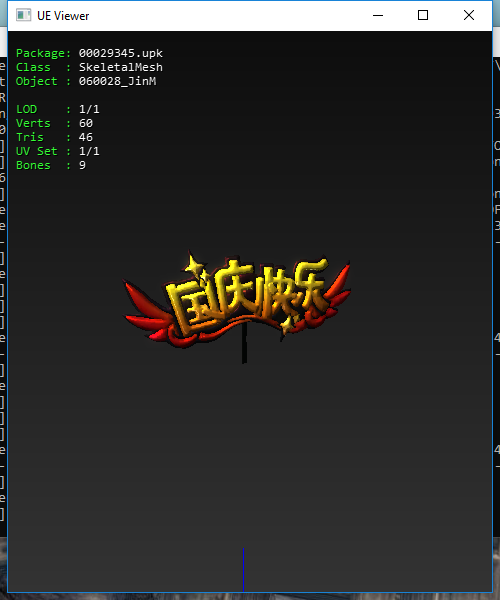 UE Viewer
Package: 00029345.upk
Class : SkeletalMesh
Object : 060028_JinM
LOD : 1/1
Verts : 60
Tris : 46
UV Set : 1/1
Bones : 9
国庆快乐